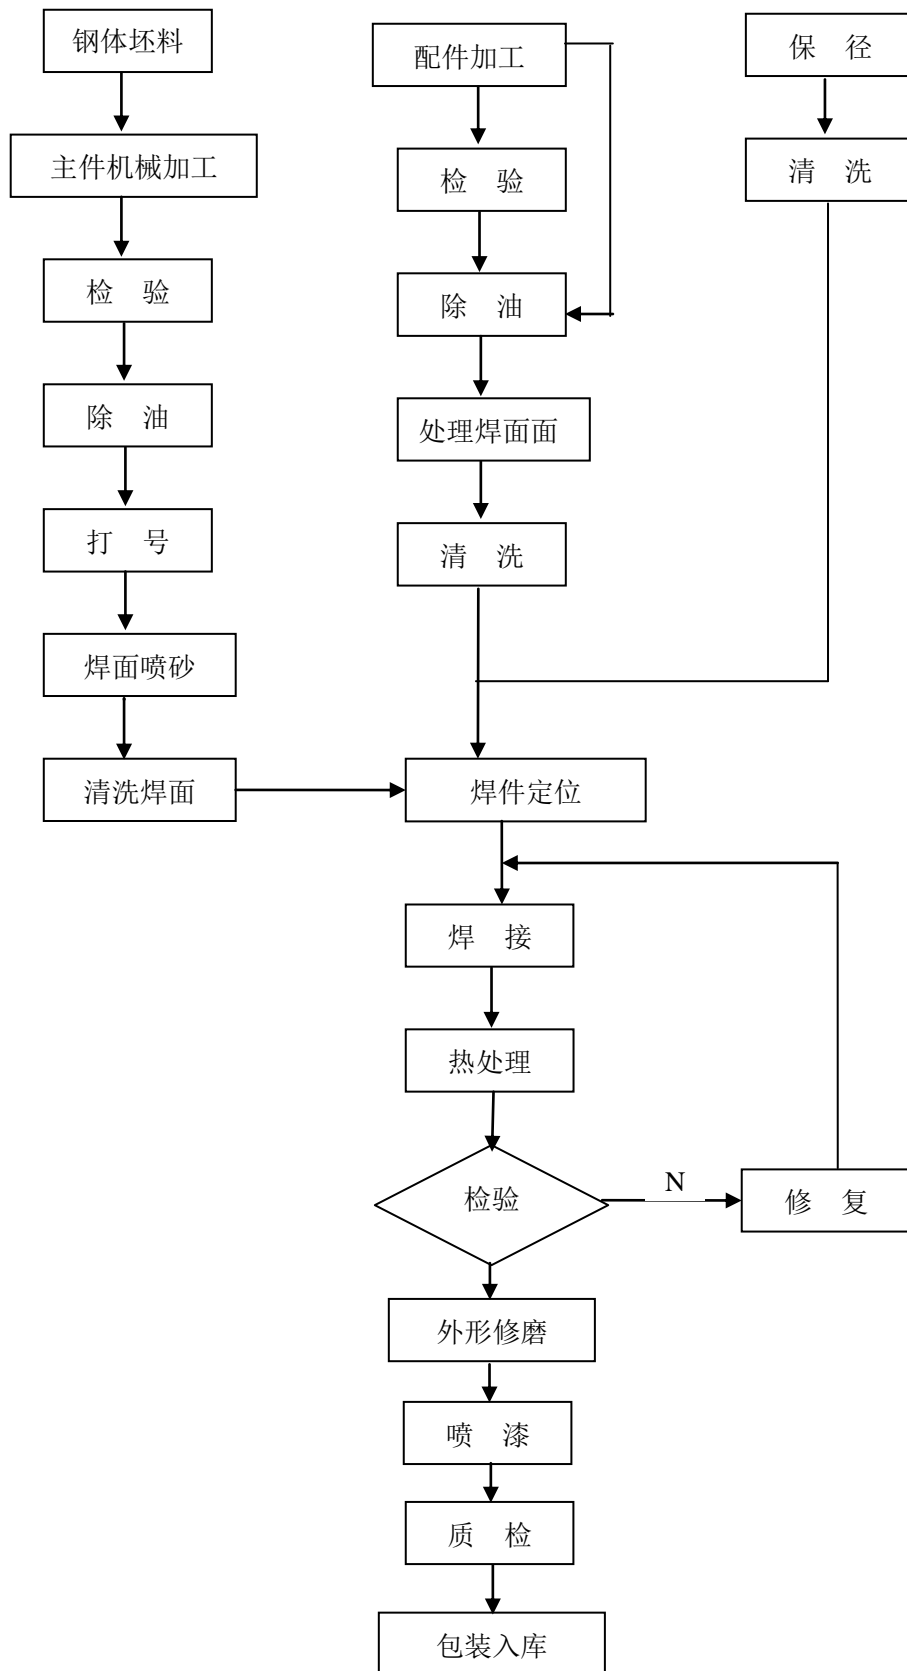 钢体坯料
主件机械加工
检 验
除 油
打 号
焊面喷砂
清洗焊面
配件加工
检 验
除 油
处理焊面面
清 洗
保 径
清 洗
焊件定位
焊 接
热处理
检验
N
修 复
外形修磨
喷 漆
质 检
包装入库